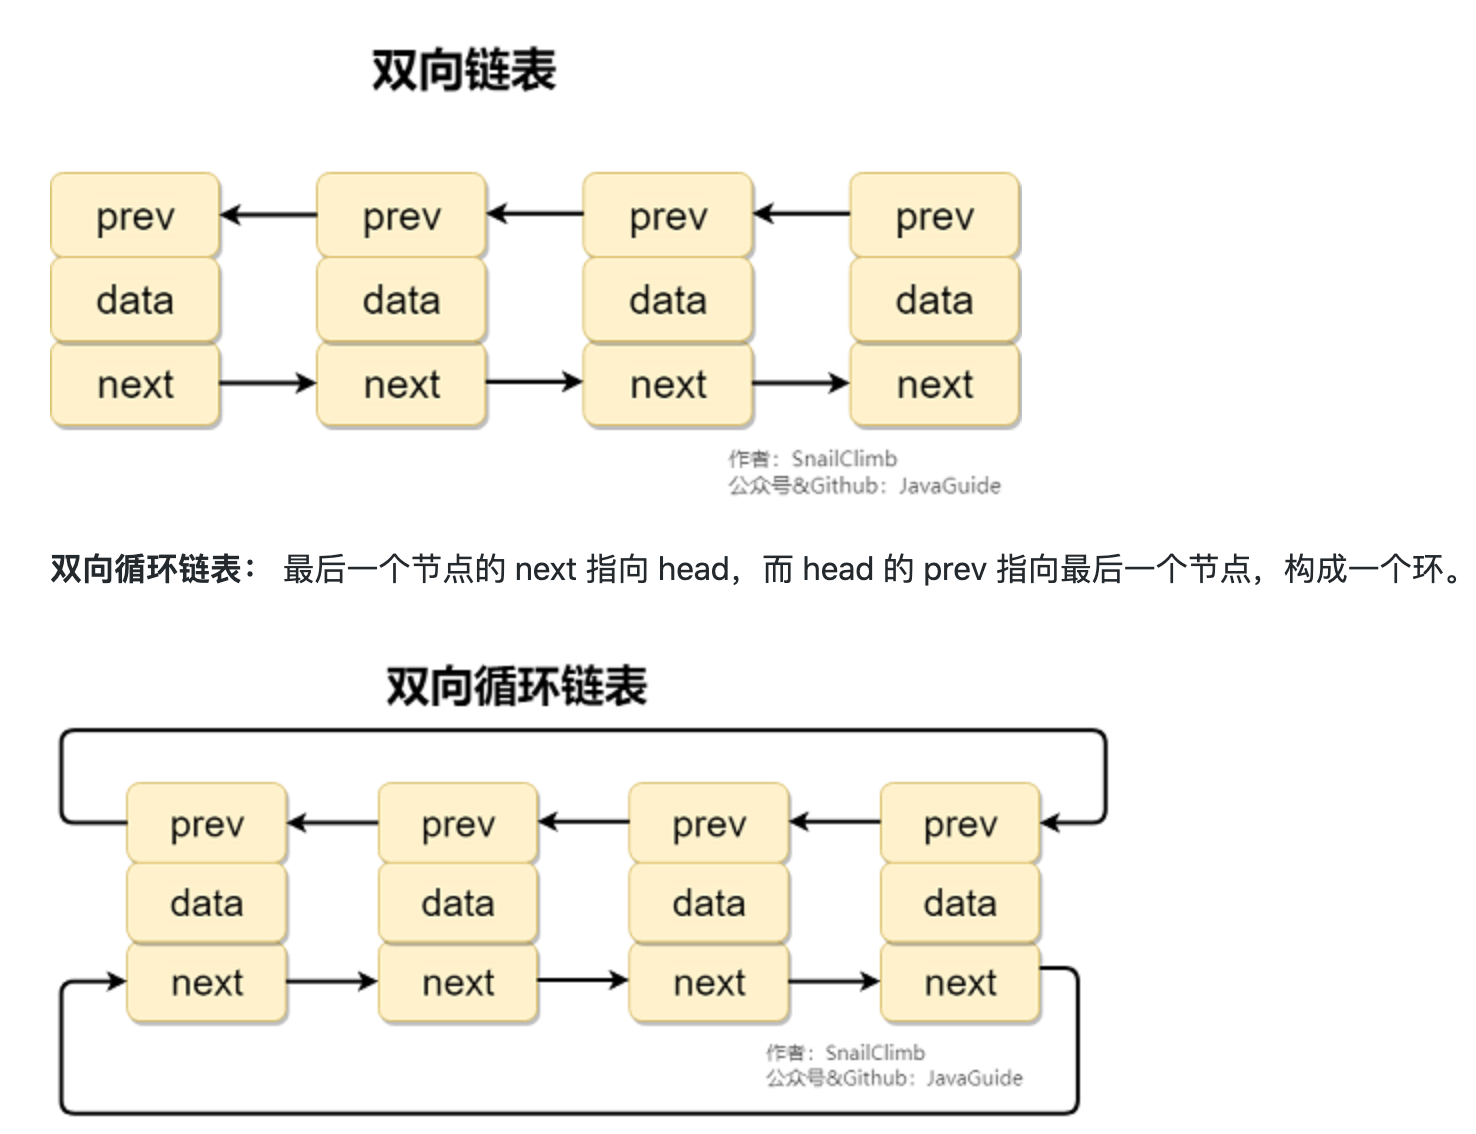 双向链表
prev prev prev prev
data data data data
next next next next
作者：SnailClimb
公众号&Github：JavaGuide
双向循环链表： 最后一个节点的 next 指向 head，而 head 的 prev 指向最后一个节点，构成一个环。
双向循环链表
prev prev prev prev
data data data data
next next next next
作者：SnailClimb
公众号&Github：JavaGuide